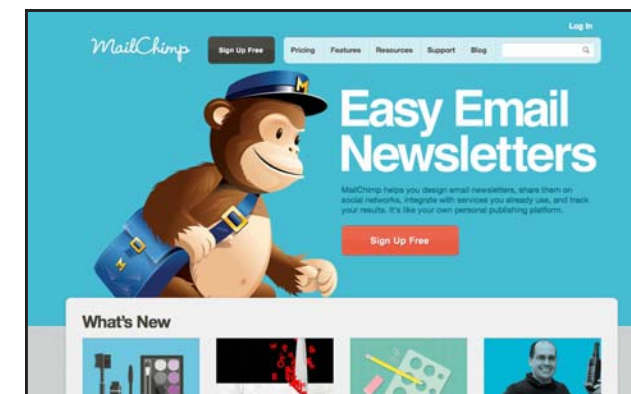 Log In
MailChimp
Sign Up Free
Pricing Features Resources Support Blog
M
Easy Email
Newsletters
MailChimp helps you design email newsletters, share them on
social networks, integrate with services you already use, and track
your results. It's like your own personal publishing platform.
Sign Up Free
What's New